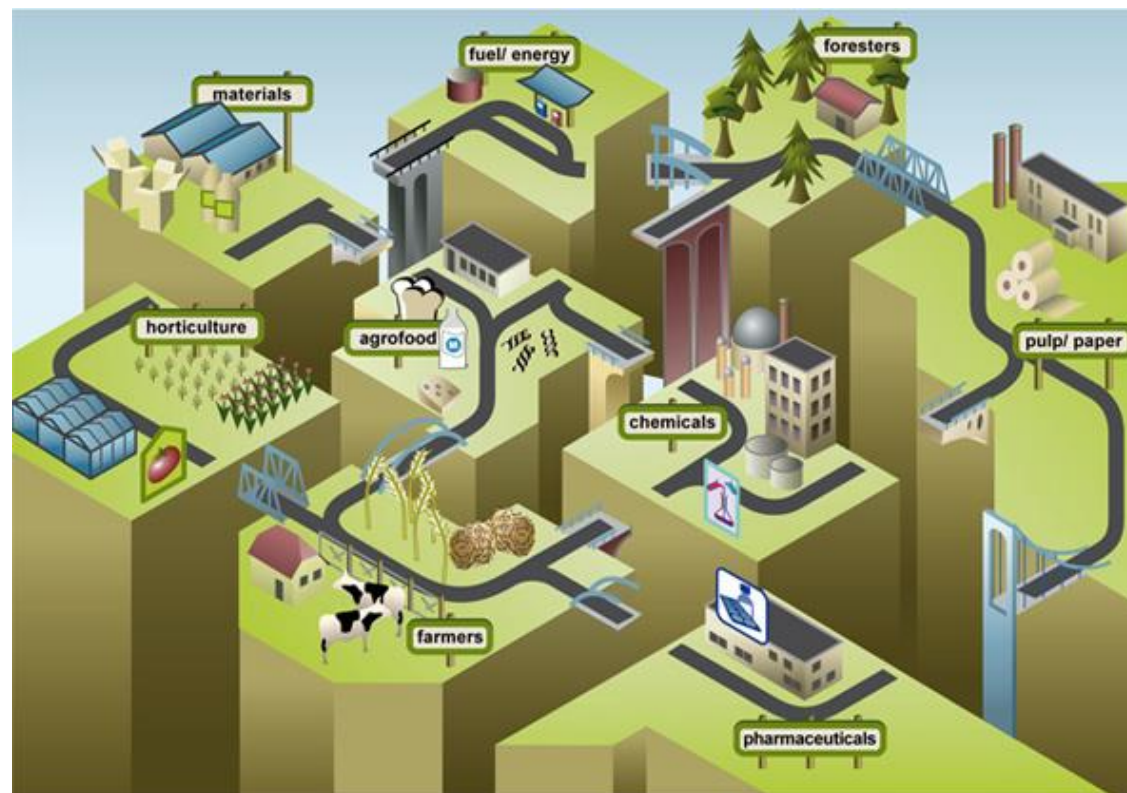 fuel/ energy
foresters
materials
horticulture
agrofood
pulp/ paper
chemicals
farmers
pharmaceuticals